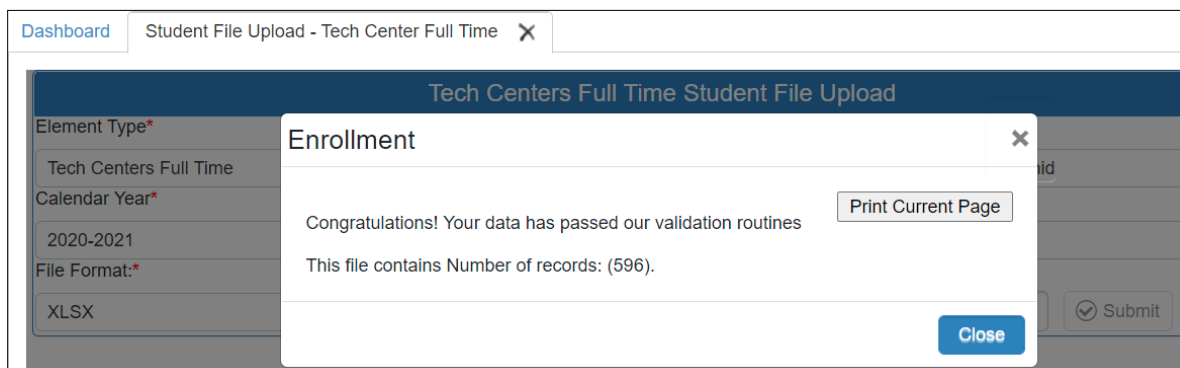 Dashboard
Student File Upload - Tech Center Full Time
Tech Centers Full Time Student File Upload
Element Type*
Tech Centers Full Time
Calendar Year*
2020-2021
File Format:*
XLSX
Enrollment
Print Current Page
Congratulations! Your data has passed our validation routines
This file contains Number of records: (596).
Close
Submit